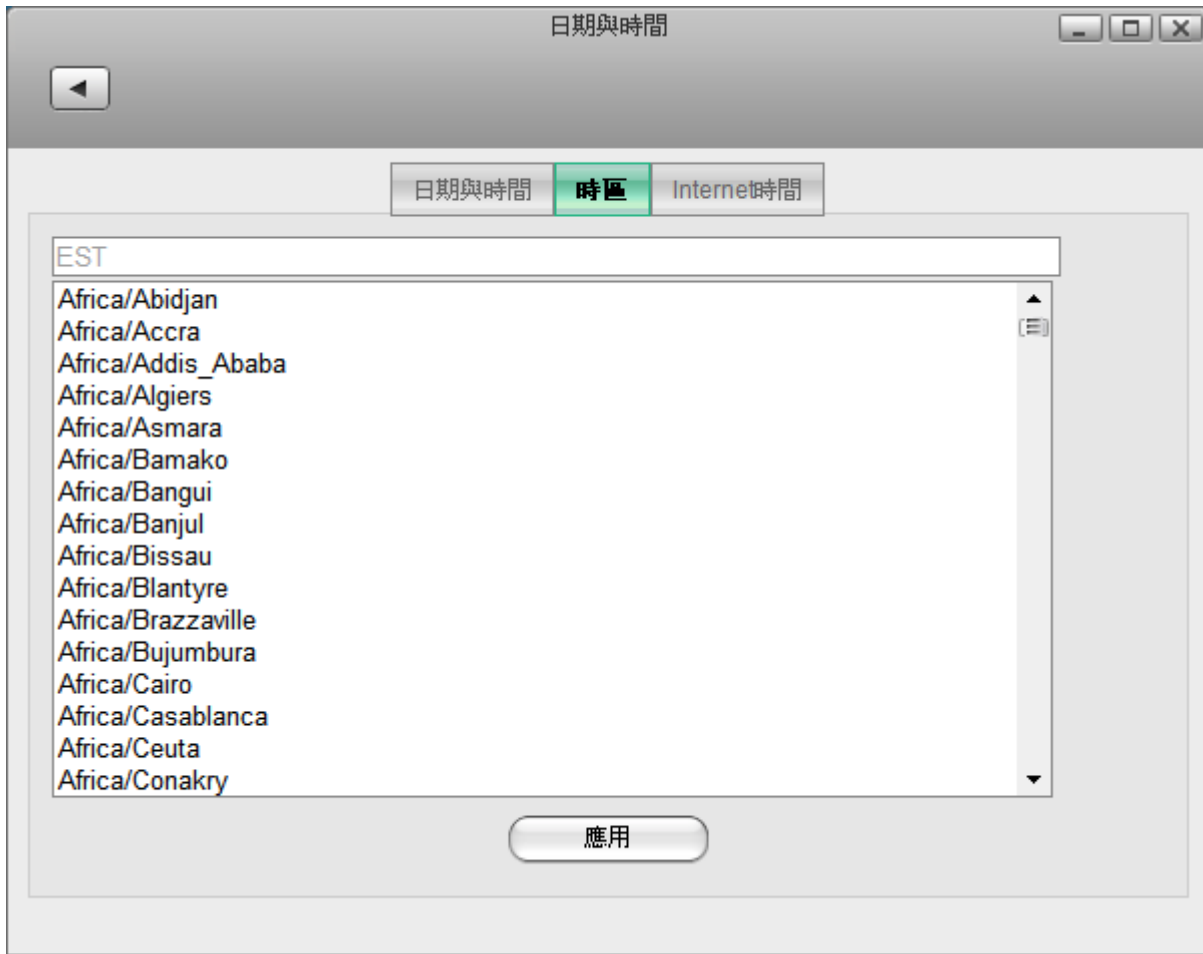 日期與時間
日期與時間 時區 Internet時間
EST
Africa/Abidjan
Africa/Accra
Africa/Addis_Ababa
Africa/Algiers
Africa/Asmara
Africa/Bamako
Africa/Bangui
Africa/Banjul
Africa/Bissau
Africa/Blantyre
Africa/Brazzaville
Africa/Bujumbura
Africa/Cairo
Africa/Casablanca
Africa/Ceuta
Africa/Conakry
應用